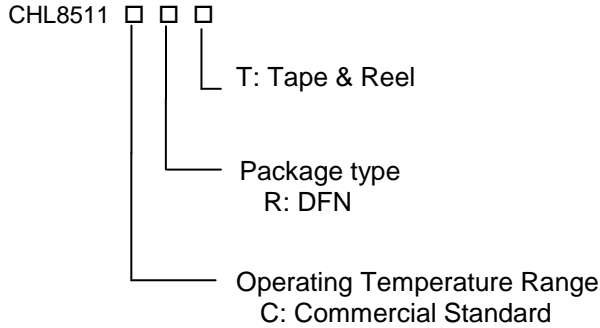 CHL8511 □ □ □
T: Tape & Reel
Package type
R: DFN
Operating Temperature Range
C: Commercial Standard